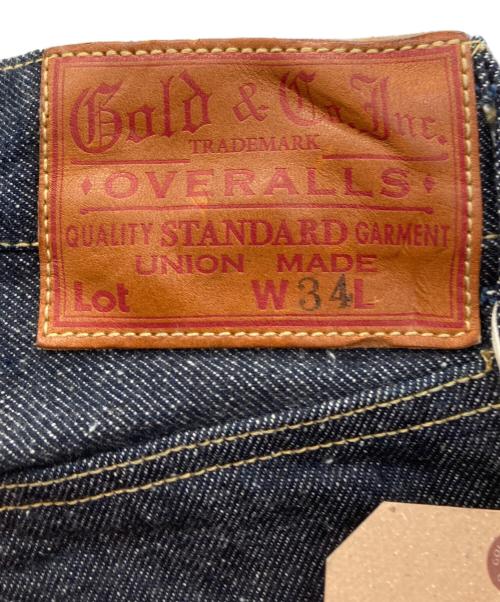 Gold & Co. Inc.
TRADEMARK
OVERALLS
QUALITY STANDARD GARMENT
UNION MADE
Lot W34L